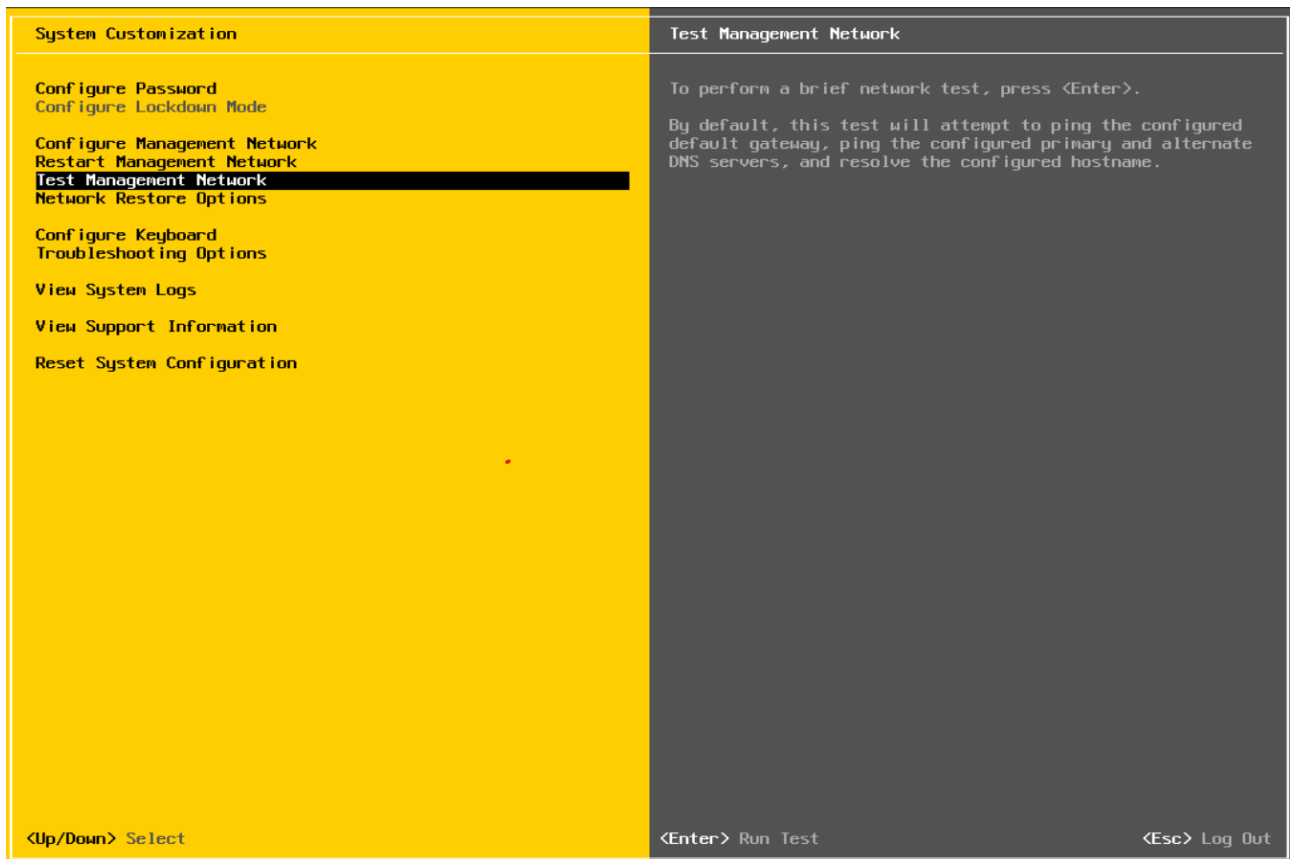 System Customization
Configure Password
Configure Lockdown Mode
Configure Management Network
Restart Management Network
Test Management Network
Network Restore Options
Configure Keyboard
Troubleshooting Options
View System Logs
View Support Information
Reset System Configuration
<Up/Down> Select
Test Management Network
To perform a brief network test, press <Enter>.
By default, this test will attempt to ping the configured
default gateway, ping the configured primary and alternate
DNS servers, and resolve the configured hostname.
<Enter> Run Test
<Esc> Log Out